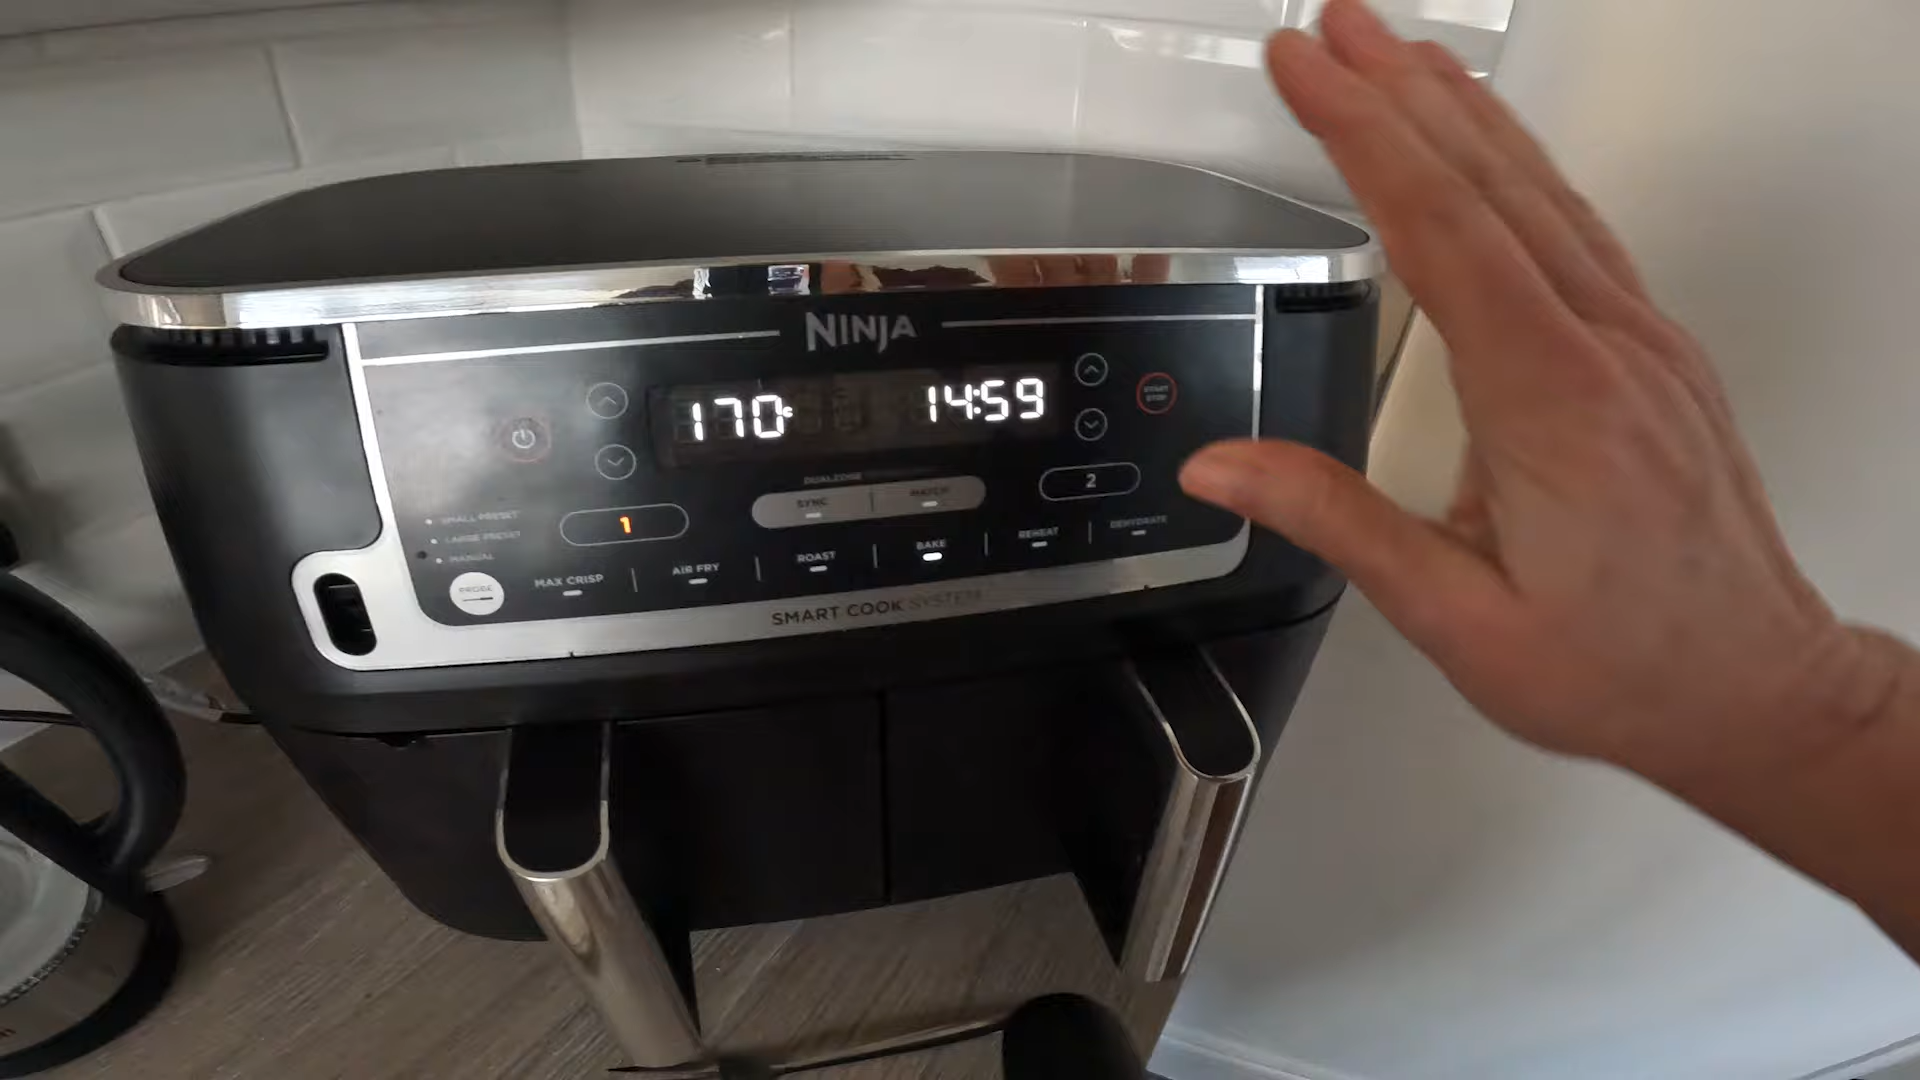 NINJA
170°C
14:59
START
STOP
DUALZONE
SYNC
MATCH
1
2
SMALL PRESET
LARGE PRESET
MANUAL
PROBE
MAX CRISP
AIR FRY
ROAST
BAKE
REHEAT
DEHYDRATE
SMART COOK SYSTEM